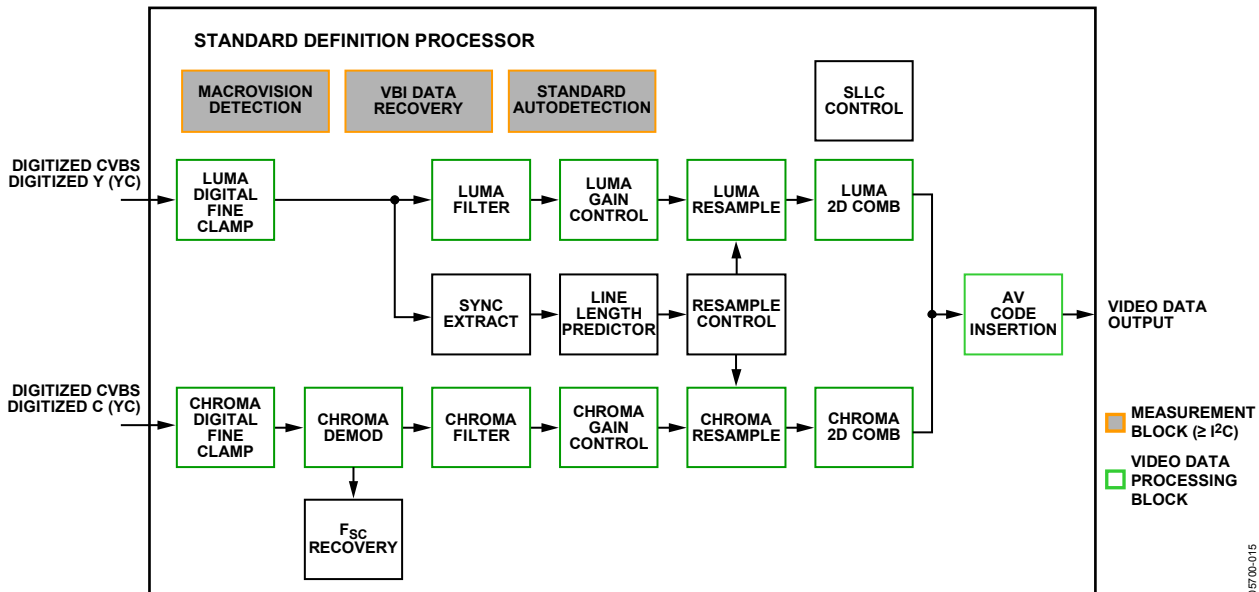 STANDARD DEFINITION PROCESSOR
MACROVISION
DETECTION
VBI DATA
RECOVERY
STANDARD
AUTODETECTION
SLLC
CONTROL
DIGITIZED CVBS
DIGITIZED Y (YC)
LUMA
DIGITAL
FINE
CLAMP
LUMA
FILTER
LUMA
GAIN
CONTROL
LUMA
RESAMPLE
LUMA
2D COMB
SYNC
EXTRACT
LINE
LENGTH
PREDICTOR
RESAMPLE
CONTROL
AV
CODE
INSERTION
VIDEO DATA
OUTPUT
DIGITIZED CVBS
DIGITIZED C (YC)
CHROMA
DIGITAL
FINE
CLAMP
CHROMA
DEMOD
CHROMA
FILTER
CHROMA
GAIN
CONTROL
CHROMA
RESAMPLE
CHROMA
2D COMB
FSC
RECOVERY
MEASUREMENT
BLOCK (≥ I²C)
VIDEO DATA
PROCESSING
BLOCK
05700-015